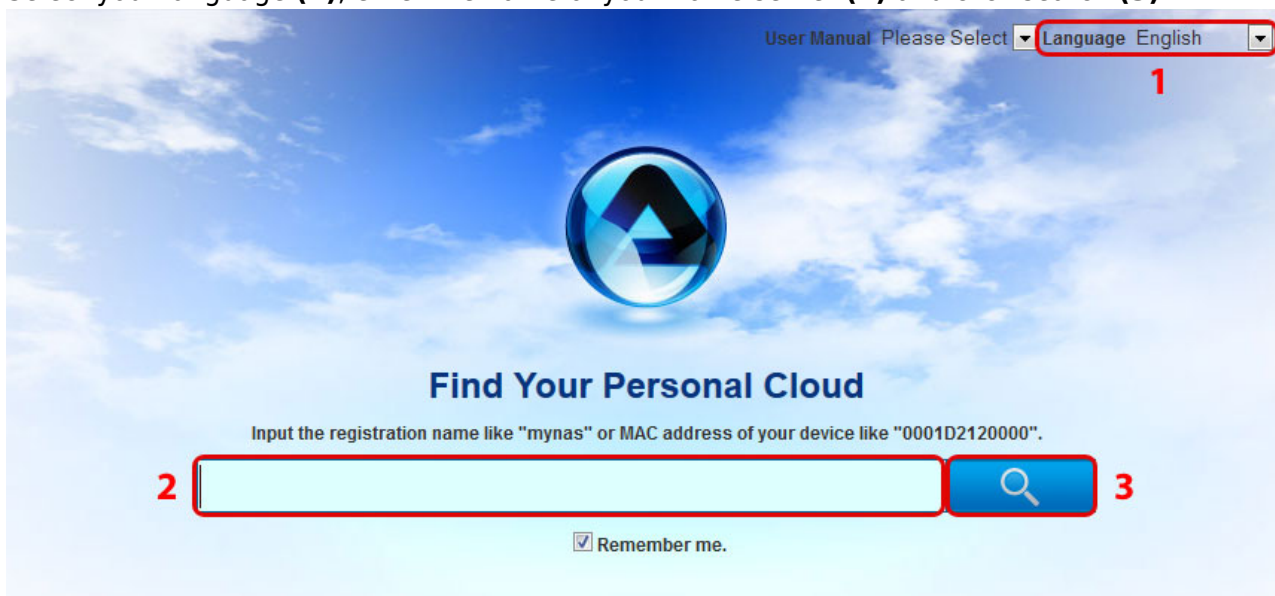 User Manual Please Select Language English
1
Find Your Personal Cloud
Input the registration name like "mynas" or MAC address of your device like "0001D2120000".
2 3
Remember me.